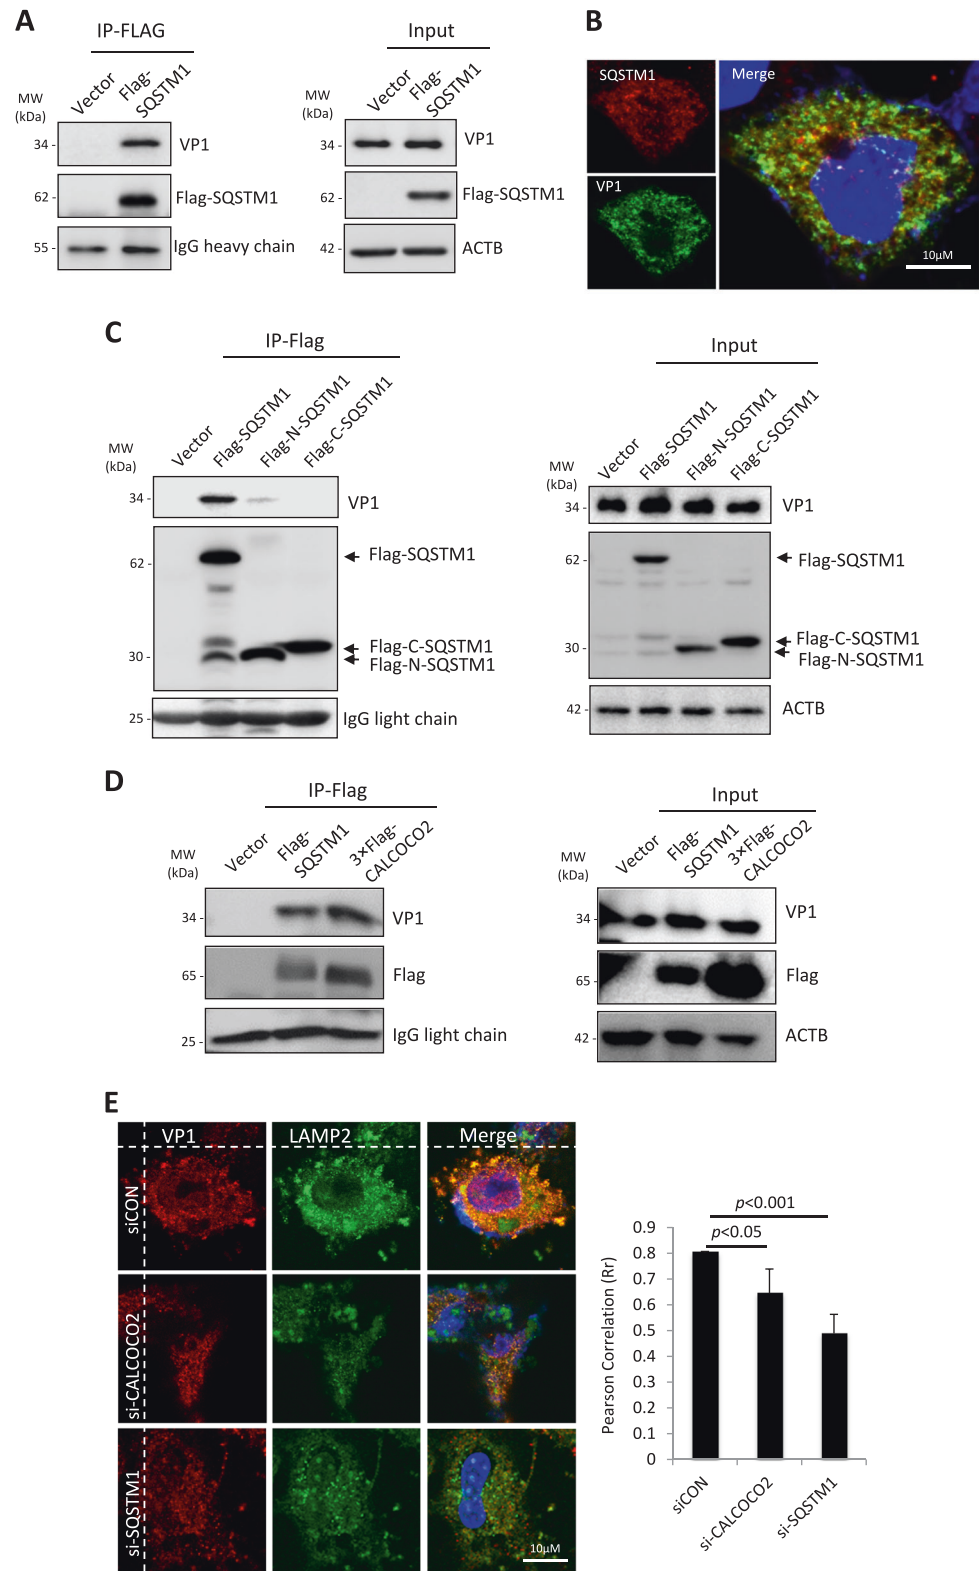 A
IP-FLAG
Input
MW
(kDa)
Vector
Flag-
SQSTM1
MW
(kDa)
Vector
Flag-
SQSTM1
34 -
VP1
34 -
VP1
62 -
Flag-SQSTM1
62 -
Flag-SQSTM1
55 -
IgG heavy chain
42 -
ACTB
B
SQSTM1
Merge
VP1
10µM
C
IP-Flag
Input
MW
(kDa)
Vector
Flag-SQSTM1
Flag-N-SQSTM1
Flag-C-SQSTM1
MW
(kDa)
Vector
Flag-SQSTM1
Flag-N-SQSTM1
Flag-C-SQSTM1
34 -
VP1
34 -
VP1
62 -
Flag-SQSTM1
62 -
Flag-SQSTM1
30 -
Flag-C-SQSTM1
Flag-N-SQSTM1
30 -
Flag-C-SQSTM1
Flag-N-SQSTM1
25 -
IgG light chain
42 -
ACTB
D
IP-Flag
Input
MW
(kDa)
Vector
Flag-
SQSTM1
3×Flag-
CALCOCO2
MW
(kDa)
Vector
Flag-
SQSTM1
3×Flag-
CALCOCO2
34 -
VP1
34 -
VP1
65 -
Flag
65 -
Flag
25 -
IgG light chain
42 -
ACTB
E
VP1
LAMP2
Merge
siCON
si-CALCOCO2
si-SQSTM1
10µM
p<0.001
p<0.05
Pearson Correlation (Rr)
0.9
0.8
0.7
0.6
0.5
0.4
0.3
0.2
0.1
0
siCON
si-CALCOCO2
si-SQSTM1